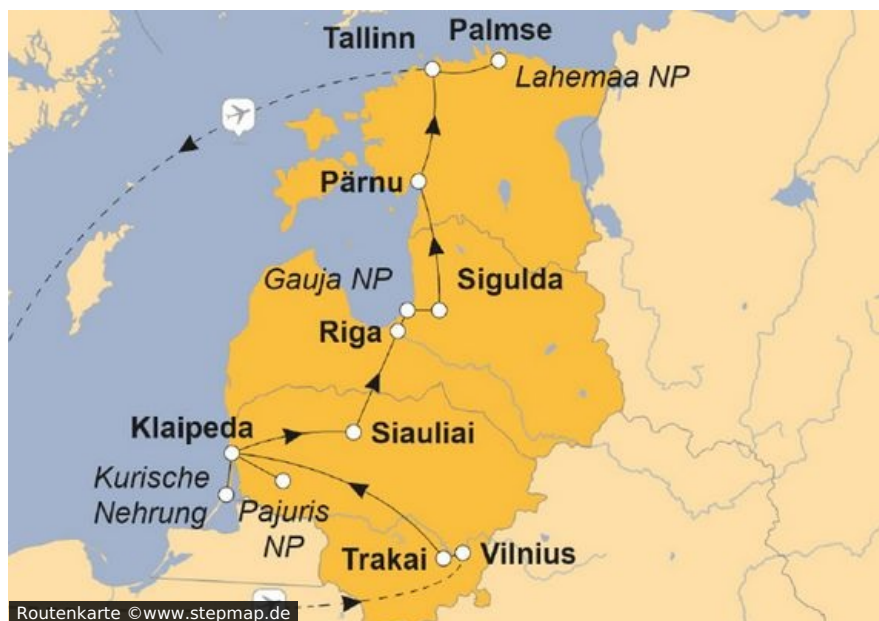 Tallinn
Palmse
Lahemaa NP
Pärnu
Gauja NP
Sigulda
Riga
Klaipeda
Siauliai
Kurische
Nehrung
Pajuris
NP
Trakai
Vilnius
Routenkarte ©www.stepmap.de